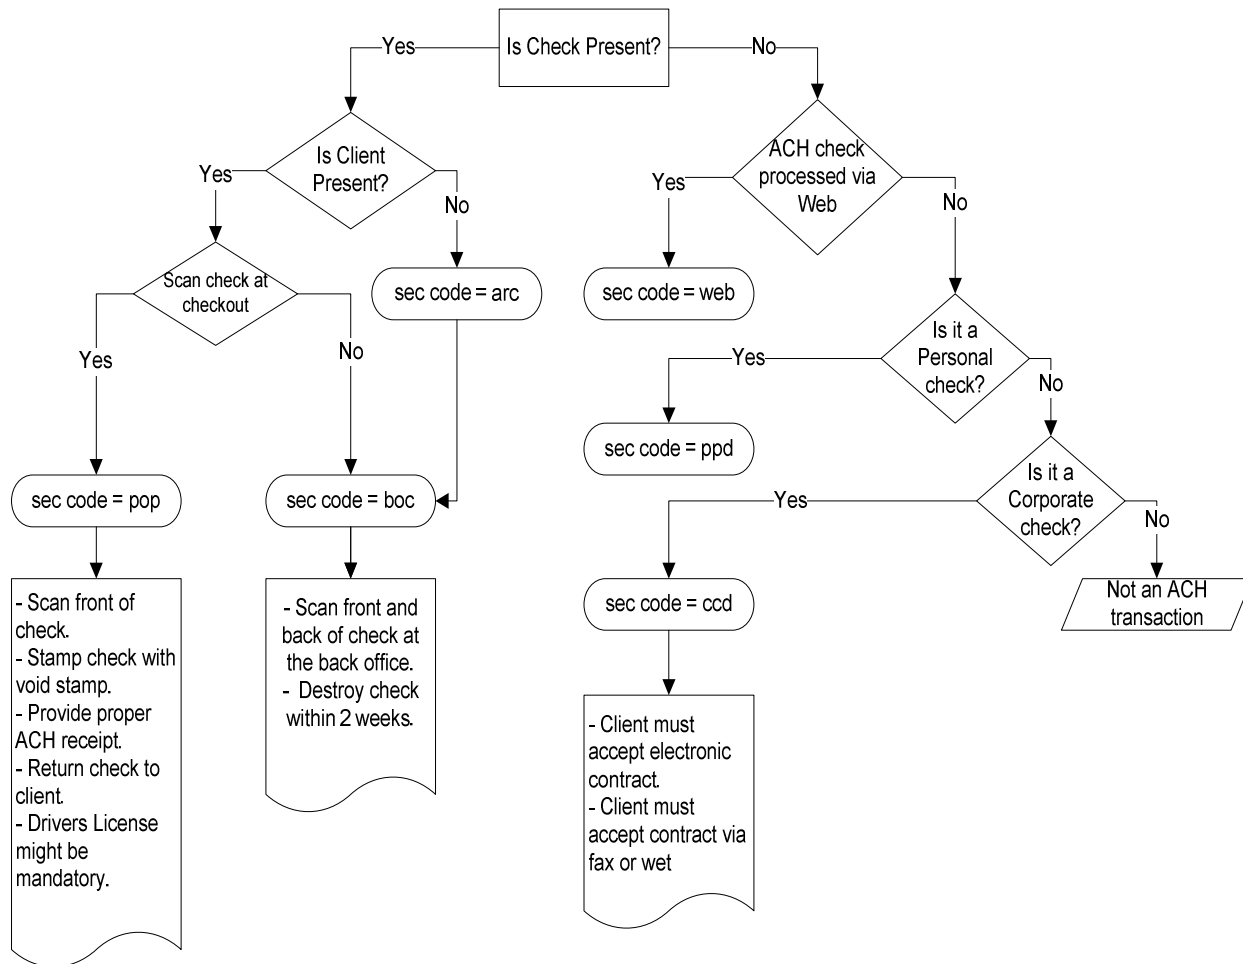 Is Check Present?
Yes
No
Is Client
Present?
Yes
No
ACH check
processed via
Web
Yes
No
Scan check at
checkout
Yes
No
sec code = arc
sec code = web
Is it a
Personal
check?
Yes
No
sec code = pop
sec code = boc
sec code = ppd
Is it a
Corporate
check?
Yes
No
- Scan front of
check.
- Stamp check with
void stamp.
- Provide proper
ACH receipt.
- Return check to
client.
- Drivers License
might be
mandatory.
- Scan front and
back of check at
the back office.
- Destroy check
within 2 weeks.
sec code = ccd
Not an ACH
transaction
- Client must
accept electronic
contract.
- Client must
accept contract via
fax or wet